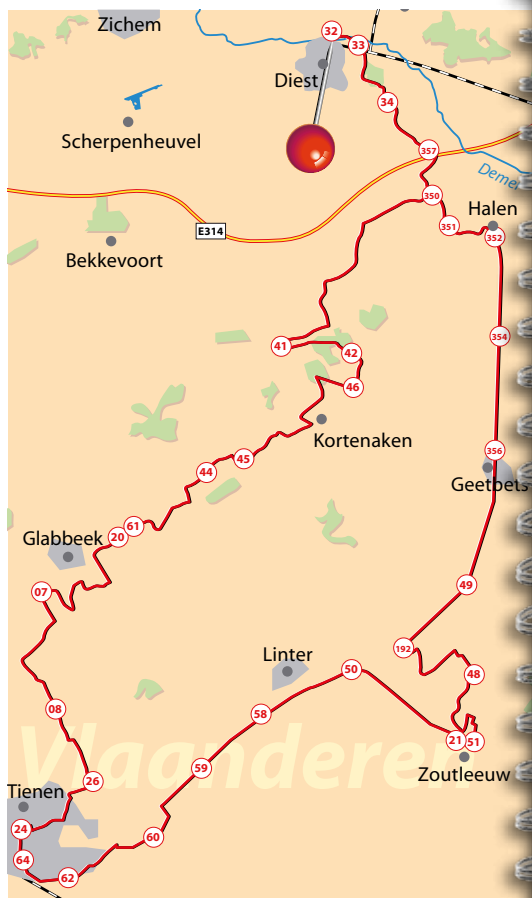 Zichem
32
33
Diest
34
Scherpenheuvel
357
Demer
350
Halen
E314
351
352
Bekkevoort
354
41
42
46
Kortenaken
356
45
44
Geetbets
61
20
Glabbeek
49
07
192
Linter
50
48
08
58
21
51
Vlaanderen
59
Zoutleeuw
26
Tienen
24
60
64
62